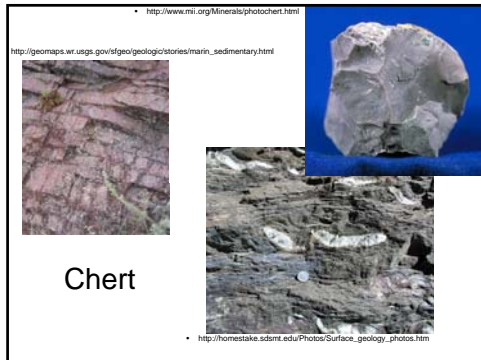 • http://www.mii.org/Minerals/photochert.html
http://geomaps.wr.usgs.gov/sfgeo/geologic/stories/marin_sedimentary.html
Chert
• http://homestake.sdsmt.edu/Photos/Surface_geology_photos.htm